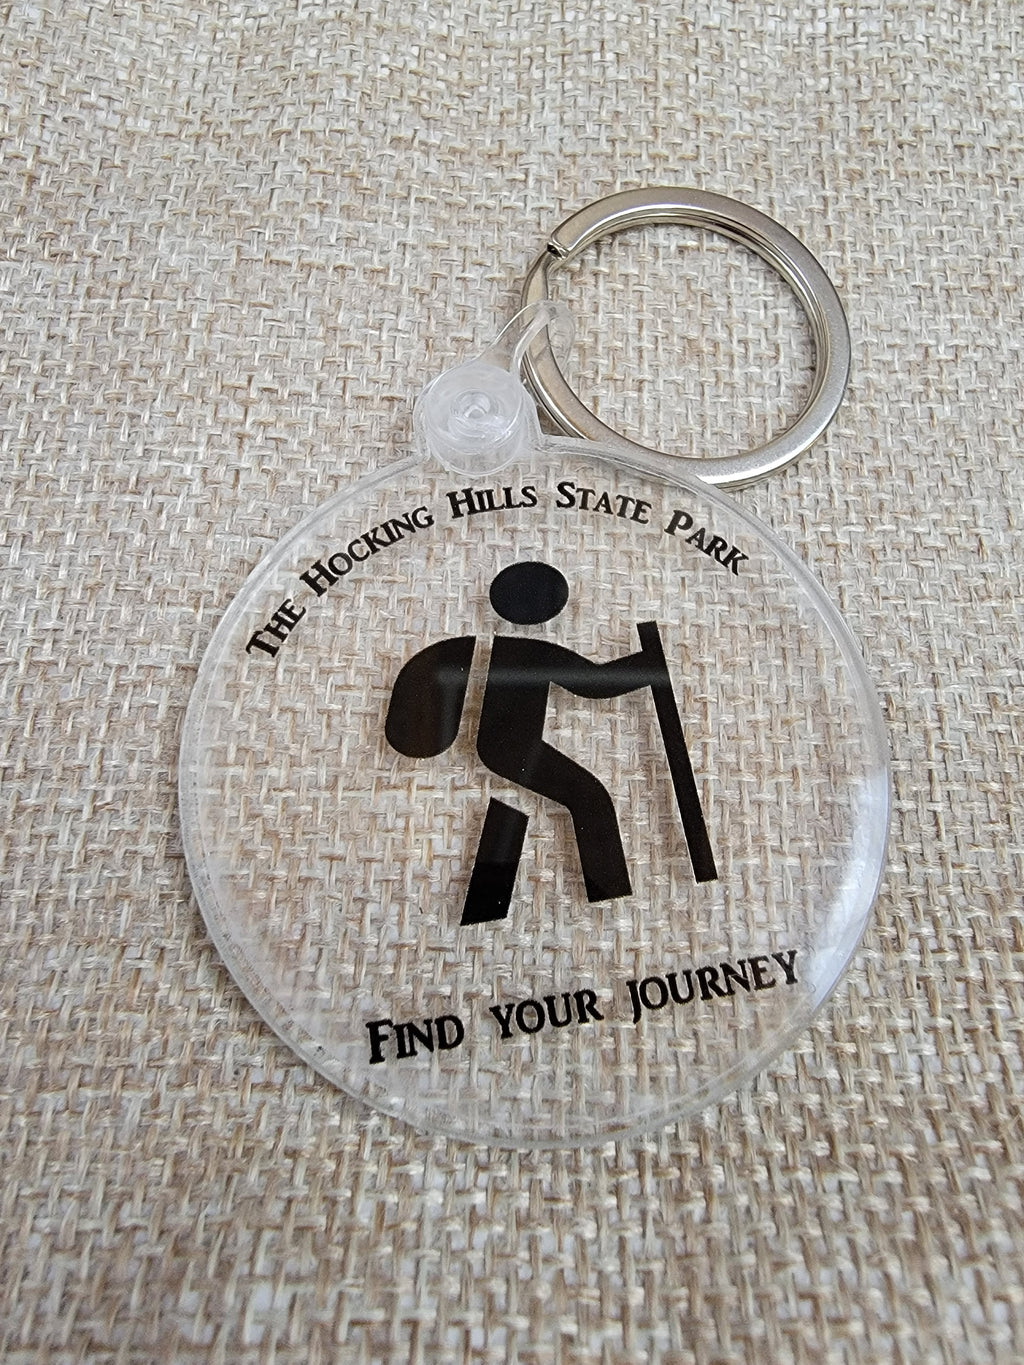 The Hocking Hills State Park
Find your journey